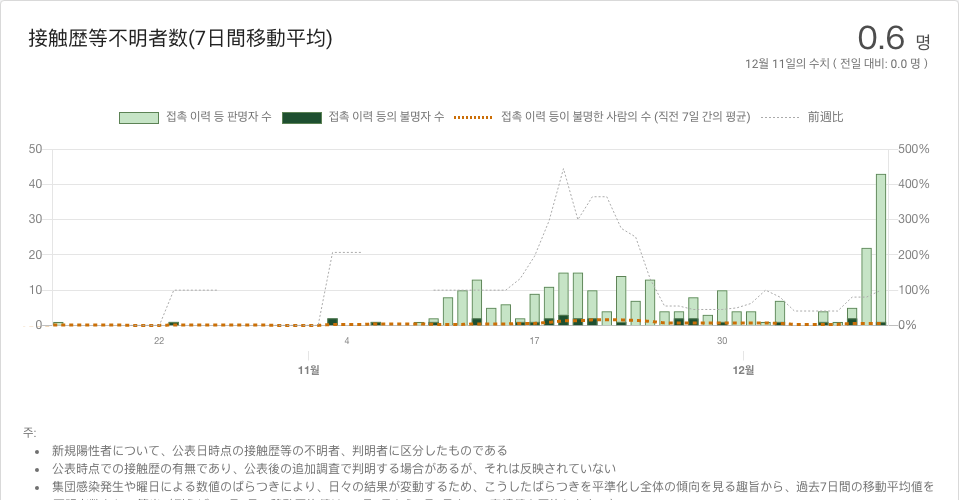 接触歴等不明者数(7日間移動平均)
0.6 名
12월 11일의 수치 ( 전일 대비: 0.0 명 )
접촉 이력 등 판명자 수 접촉 이력 등의 불명자 수 접촉 이력 등이 불명한 사람의 수 (직전 7일 간의 평균) 前週比
50 500%
40 400%
30 300%
20 200%
10 100%
0 0%
22 4 17 30
11월 12월
주:
• 新規陽性者について、公表日時点の接触歴等の不明者、判明者に区分したものである
• 公表時点での接触歴の有無であり、公表後の追加調査で判明する場合があるが、それは反映されていない
• 集団感染発生や曜日による数値のばらつきにより、日々の結果が変動するため、こうしたばらつきを平準化し全体の傾向を見る趣旨から、過去7日間の移動平均値を